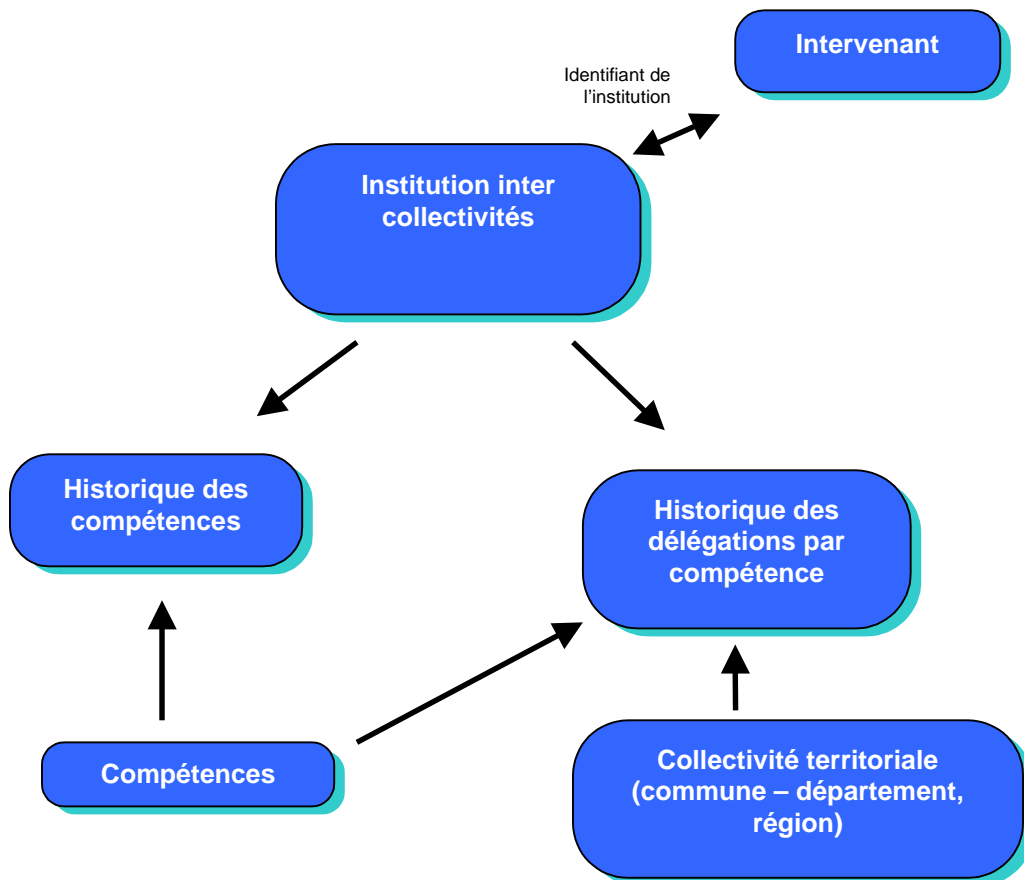 Intervenant
Identifiant de
l'institution
Institution inter
collectivités
Historique des
compétences
Historique des
délégations par
compétence
Compétences
Collectivité territoriale
(commune – département,
région)